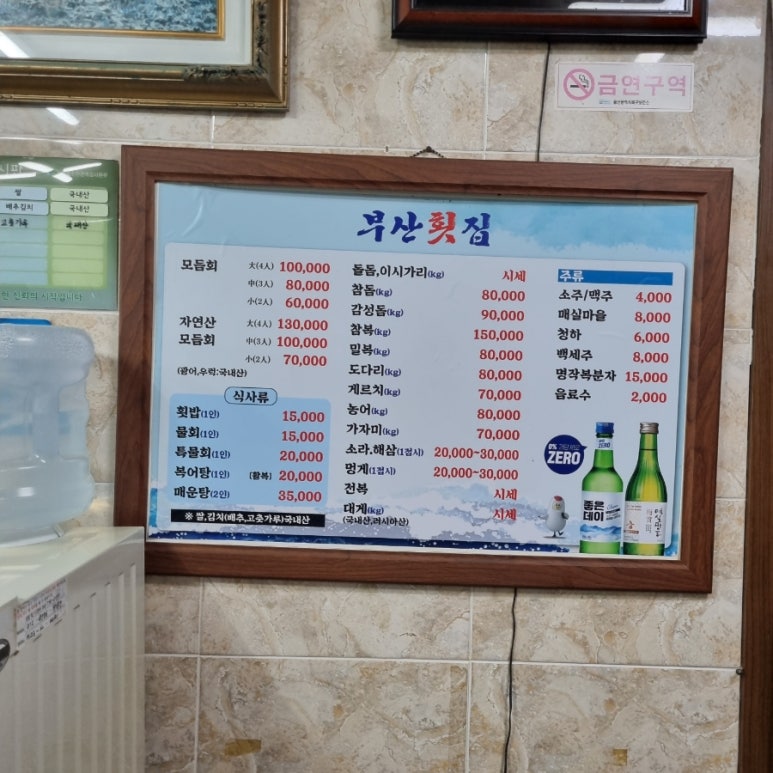 금연구역
쌀 국내산
배추김치 국내산
부산횟집
모듬회 大(4人) 100,000
中(3人) 80,000
小(2人) 60,000
자연산 大(4人) 130,000
모듬회 中(3人) 100,000
小(2人) 70,000
(광어,우럭:국내산)
식사류
횟밥(1인) 15,000
물회(1인) 15,000
특물회(1인) 20,000
복어탕(1인) [활복] 20,000
매운탕(2인) 35,000
※ 쌀,김치(배추,고춧가루)국내산
돌돔,이시가리(kg) 시세
참돔(kg) 80,000
감성돔(kg) 90,000
참복(kg) 150,000
밀복(kg) 80,000
도다리(kg) 80,000
게르치(kg) 70,000
농어(kg) 80,000
가자미(kg) 70,000
소라,해삼(1접시) 20,000~30,000
멍게(1접시) 20,000~30,000
전복 시세
대게(kg) 시세
(국내산,러시아산)
주류
소주/맥주 4,000
매실마을 8,000
청하 6,000
백세주 8,000
명작복분자 15,000
음료수 2,000
0%
ZERO
좋은
데이